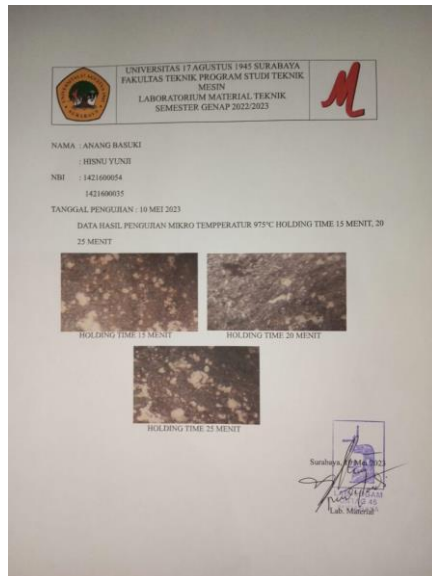 UNIVERSITAS 17 AGUSTUS 1945 SURABAYA
FAKULTAS TEKNIK PROGRAM STUDI TEKNIK
MESIN
LABORATORIUM MATERIAL TEKNIK
SEMESTER GENAP 2022/2023
NAMA : ANANG BASUKI
: HISNU YUNJI
NBI : 1421600054
1421600035
TANGGAL PENGUJIAN : 10 MEI 2023
DATA HASIL PENGUJIAN MIKRO TEMPPERATUR 975°C HOLDING TIME 15 MENIT, 20
25 MENIT
HOLDING TIME 15 MENIT
HOLDING TIME 20 MENIT
HOLDING TIME 25 MENIT
Surabaya, Mei 2023
Lab. Material